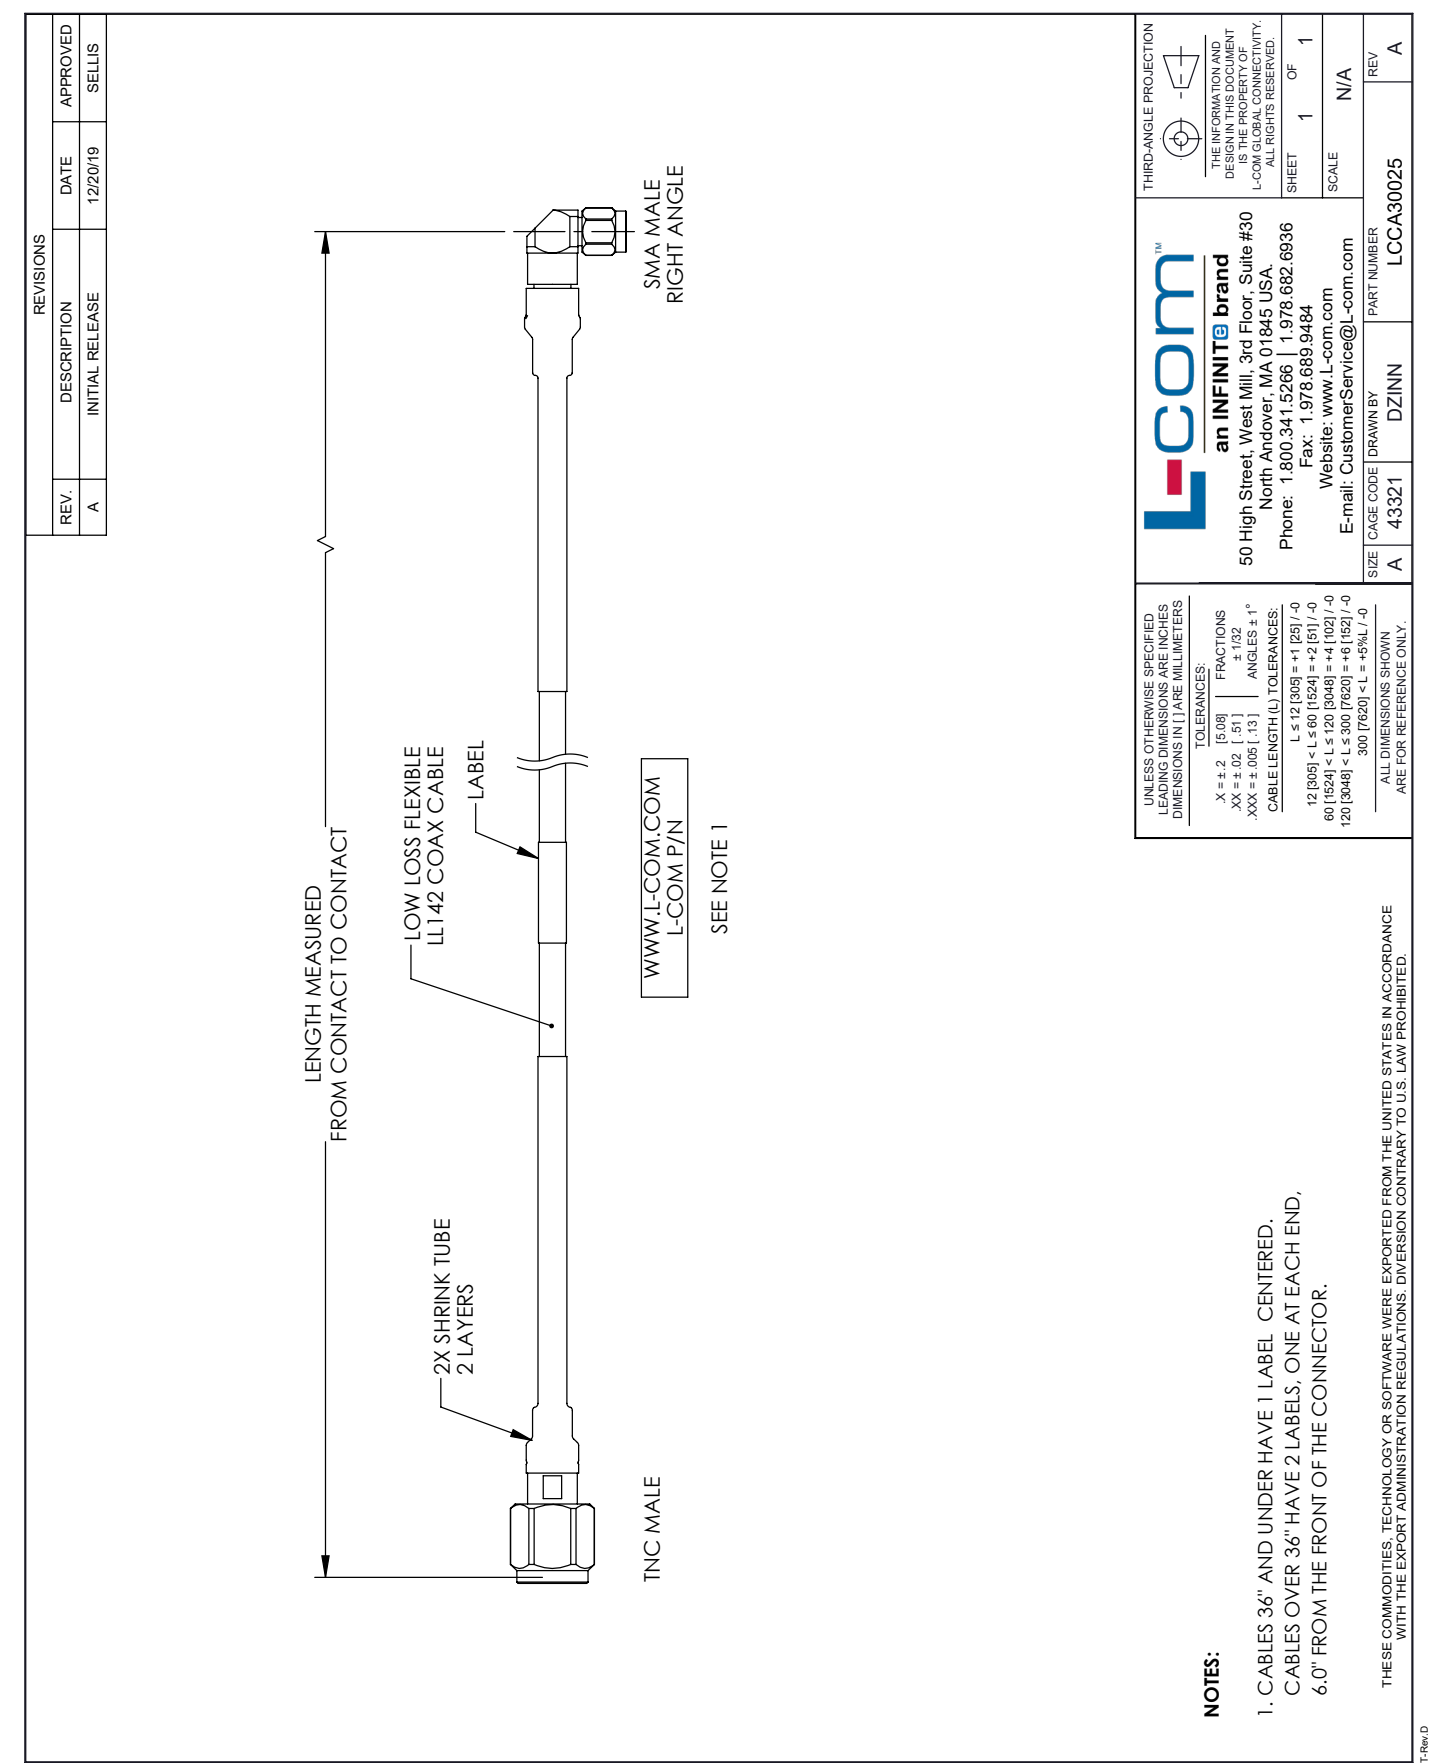 REVISIONS
REV. DESCRIPTION DATE APPROVED
A INITIAL RELEASE 12/20/19 SELLIS
LENGTH MEASURED
FROM CONTACT TO CONTACT
LOW LOSS FLEXIBLE
LL142 COAX CABLE
LABEL
2X SHRINK TUBE
2 LAYERS
TNC MALE
WWW.L-COM.COM
L-COM P/N
SEE NOTE 1
SMA MALE
RIGHT ANGLE
NOTES:
1. CABLES 36" AND UNDER HAVE 1 LABEL CENTERED.
CABLES OVER 36" HAVE 2 LABELS, ONE AT EACH END,
6.0" FROM THE FRONT OF THE CONNECTOR.
THESE COMMODITIES, TECHNOLOGY OR SOFTWARE WERE EXPORTED FROM THE UNITED STATES IN ACCORDANCE
WITH THE EXPORT ADMINISTRATION REGULATIONS. DIVERSION CONTRARY TO U.S. LAW PROHIBITED.
UNLESS OTHERWISE SPECIFIED
LEADING DIMENSIONS ARE INCHES
DIMENSIONS IN [ ] ARE MILLIMETERS
TOLERANCES:
.X = ±.2 [5.08] FRACTIONS
.XX = ±.02 [ .51 ] ± 1/32
.XXX = ±.005 [ .13 ] ANGLES ± 1°
CABLE LENGTH (L) TOLERANCES:
L ≤ 12 [305] = +1 [25] / -0
12 [305] < L ≤ 60 [1524] = +2 [51] / -0
60 [1524] < L ≤ 120 [3048] = +4 [102] / -0
120 [3048] < L ≤ 300 [7620] = +6 [152] / -0
300 [7620] < L = +5%L / -0
ALL DIMENSIONS SHOWN
ARE FOR REFERENCE ONLY.
L-com™
an INFINITe brand
50 High Street, West Mill, 3rd Floor, Suite #30
North Andover, MA 01845 USA.
Phone: 1.800.341.5266 | 1.978.682.6936
Fax: 1.978.689.9484
Website: www.L-com.com
E-mail: CustomerService@L-com.com
THIRD-ANGLE PROJECTION
THE INFORMATION AND
DESIGN IN THIS DOCUMENT
IS THE PROPERTY OF
L-COM GLOBAL CONNECTIVITY.
ALL RIGHTS RESERVED.
SHEET 1 OF 1
SCALE N/A
SIZE CAGE CODE DRAWN BY PART NUMBER REV
A 43321 DZINN LCCA30025 A
T-Rev.D